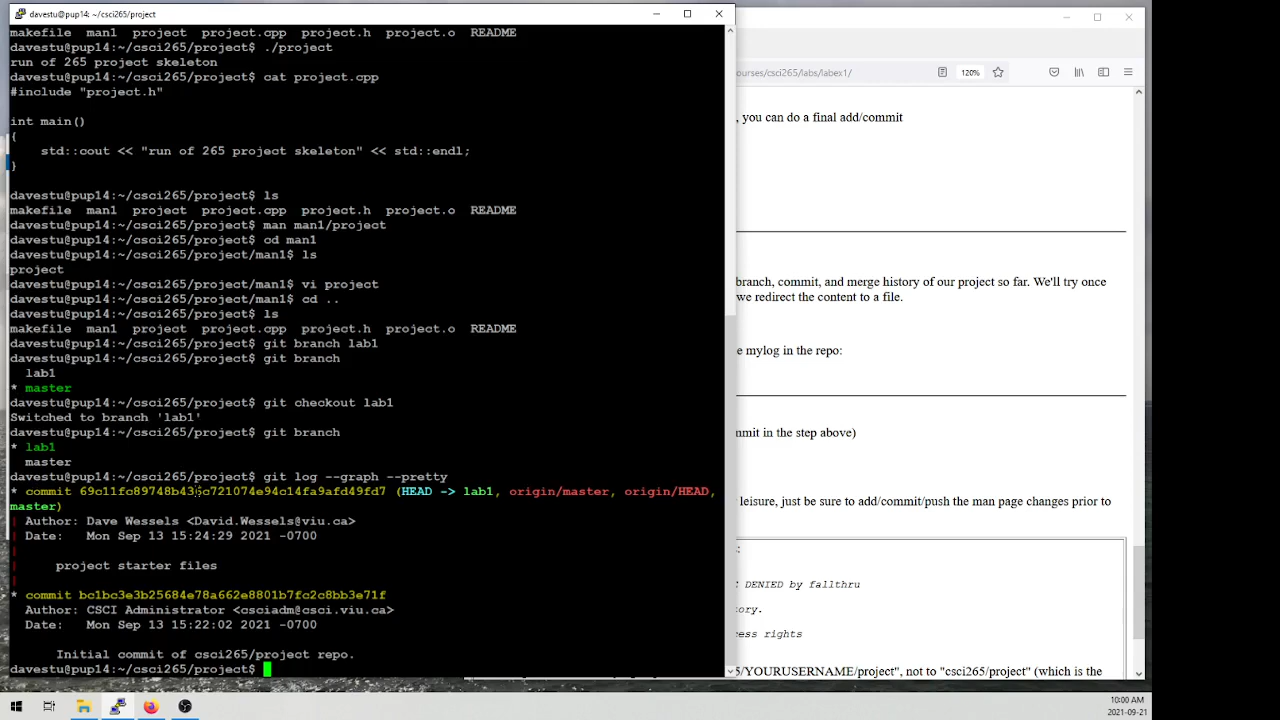 davestu@pup14: ~/csci265/project
makefile  man1  project  project.cpp  project.h  project.o  README
davestu@pup14:~/csci265/project$ ./project
run of 265 project skeleton
davestu@pup14:~/csci265/project$ cat project.cpp
#include "project.h"
int main()
{
    std::cout << "run of 265 project skeleton" << std::endl;
}
davestu@pup14:~/csci265/project$ ls
makefile  man1  project  project.cpp  project.h  project.o  README
davestu@pup14:~/csci265/project$ man man1/project
davestu@pup14:~/csci265/project$ cd man1
davestu@pup14:~/csci265/project/man1$ ls
project
davestu@pup14:~/csci265/project/man1$ vi project
davestu@pup14:~/csci265/project/man1$ cd ..
davestu@pup14:~/csci265/project$ ls
makefile  man1  project  project.cpp  project.h  project.o  README
davestu@pup14:~/csci265/project$ git branch lab1
davestu@pup14:~/csci265/project$ git branch
  lab1
* master
davestu@pup14:~/csci265/project$ git checkout lab1
Switched to branch 'lab1'
davestu@pup14:~/csci265/project$ git branch
* lab1
  master
davestu@pup14:~/csci265/project$ git log --graph --pretty
* commit (HEAD -> lab1, origin/master, origin/HEAD,
master)
| Author: Dave Wessels <David.Wessels@viu.ca>
| Date:   Mon Sep 13 15:24:29 2021 -0700
|
|     project starter files
|
* commit bc1bc3e3b25684e78a662e8801b7fc2c8bb3e71f
  Author: CSCI Administrator <csciadm@csci.viu.ca>
  Date:   Mon Sep 13 15:22:02 2021 -0700
      Initial commit of csci265/project repo.
davestu@pup14:~/csci265/project$
ourses/csci265/labs/labex1/
120%
, you can do a final add/commit
branch, commit, and merge history of our project so far. We'll try once
we redirect the content to a file.
e mylog in the repo:
mmit in the step above)
r leisure, just be sure to add/commit/push the man page changes prior to
DENIED by fallthru
ory.
ess rights
5/YOURUSERNAME/project", not to "csci265/project" (which is the
10:00 AM
2021-09-21